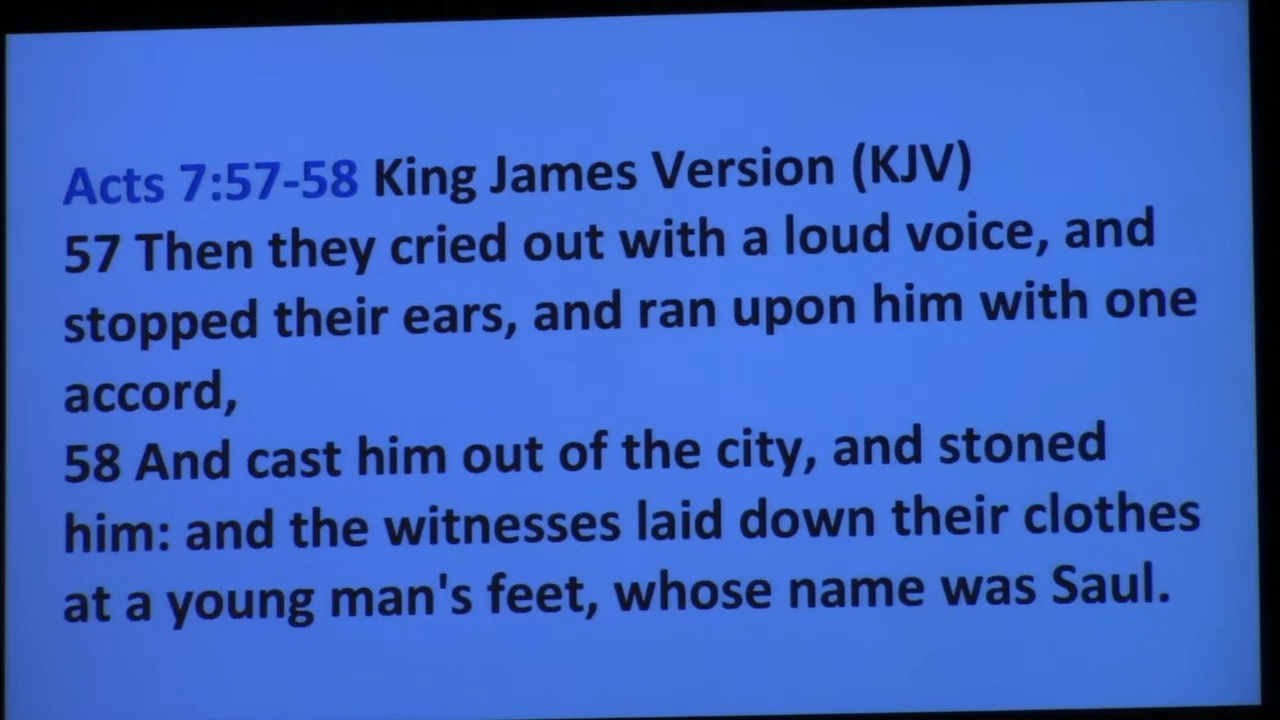 Acts 7:57-58 King James Version (KJV)
57 Then they cried out with a loud voice, and
stopped their ears, and ran upon him with one
accord,
58 And cast him out of the city, and stoned
him: and the witnesses laid down their clothes
at a young man's feet, whose name was Saul.